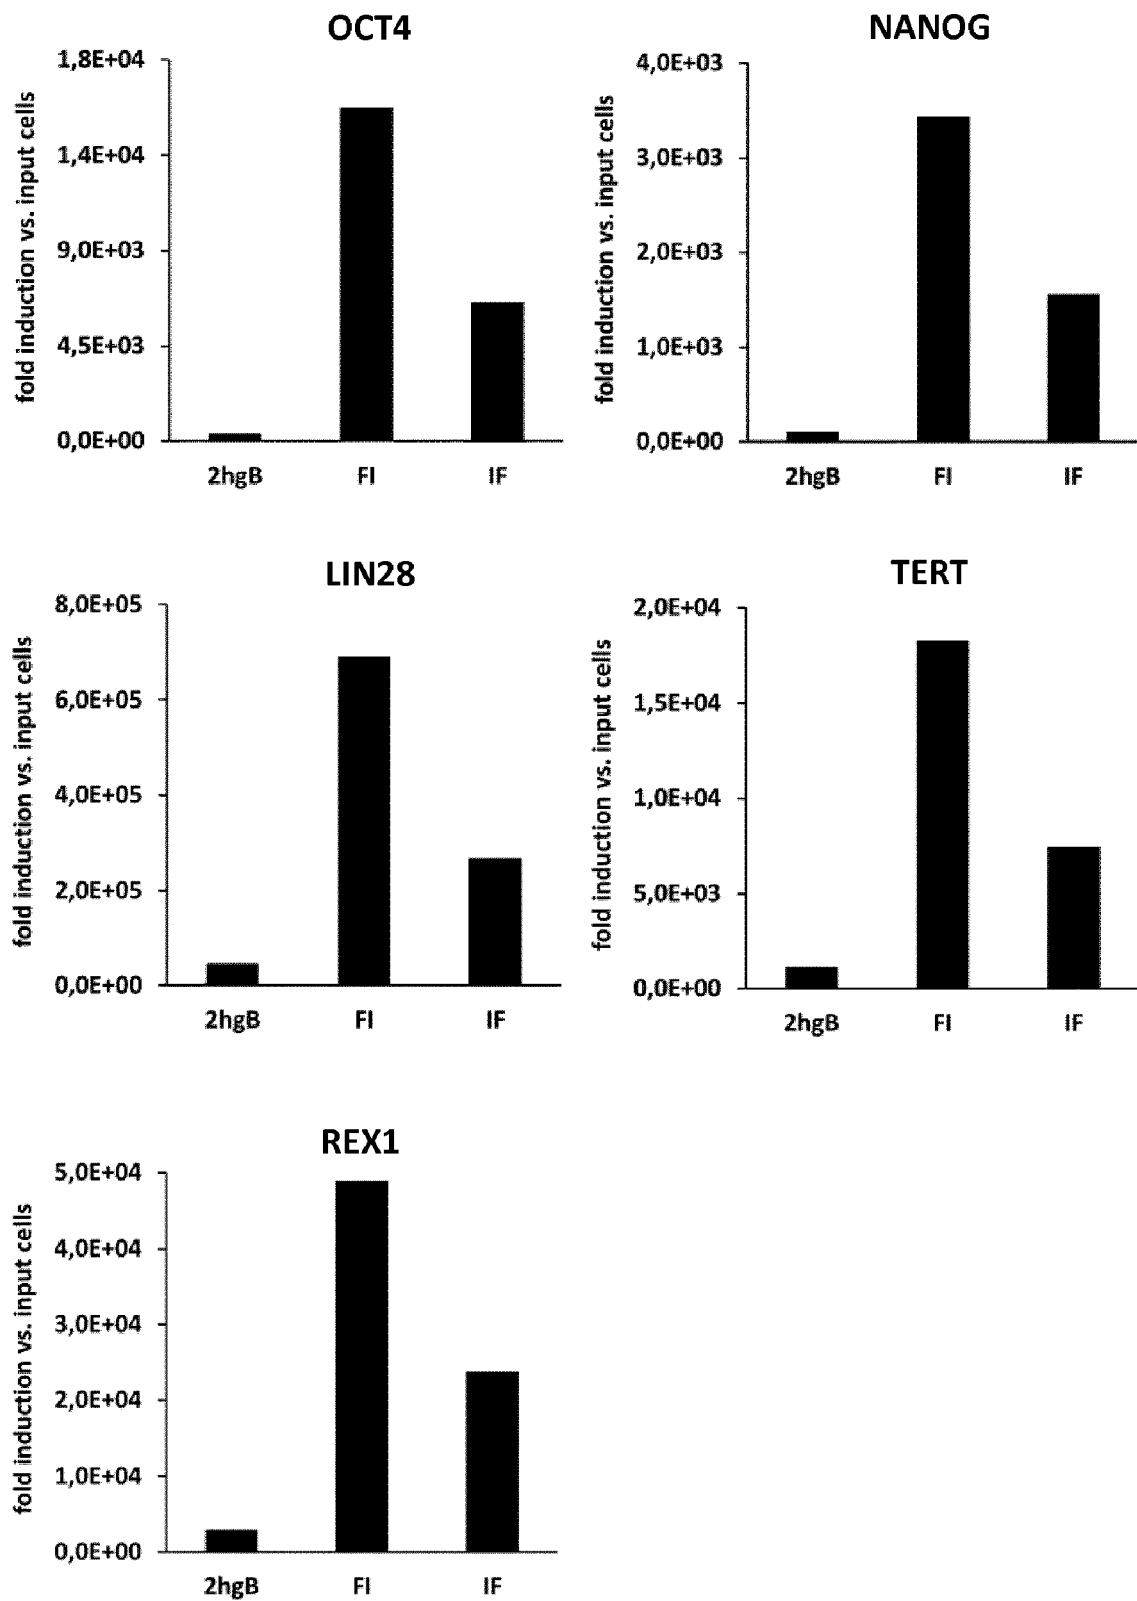 OCT4
fold induction vs. input cells
1,8E+04
1,4E+04
9,0E+03
4,5E+03
0,0E+00
2hgB FI IF
NANOG
fold induction vs. input cells
4,0E+03
3,0E+03
2,0E+03
1,0E+03
0,0E+00
2hgB FI IF
LIN28
fold induction vs. input cells
8,0E+05
6,0E+05
4,0E+05
2,0E+05
0,0E+00
2hgB FI IF
TERT
fold induction vs. input cells
2,0E+04
1,5E+04
1,0E+04
5,0E+03
0,0E+00
2hgB FI IF
REX1
fold induction vs. input cells
5,0E+04
4,0E+04
3,0E+04
2,0E+04
1,0E+04
0,0E+00
2hgB FI IF